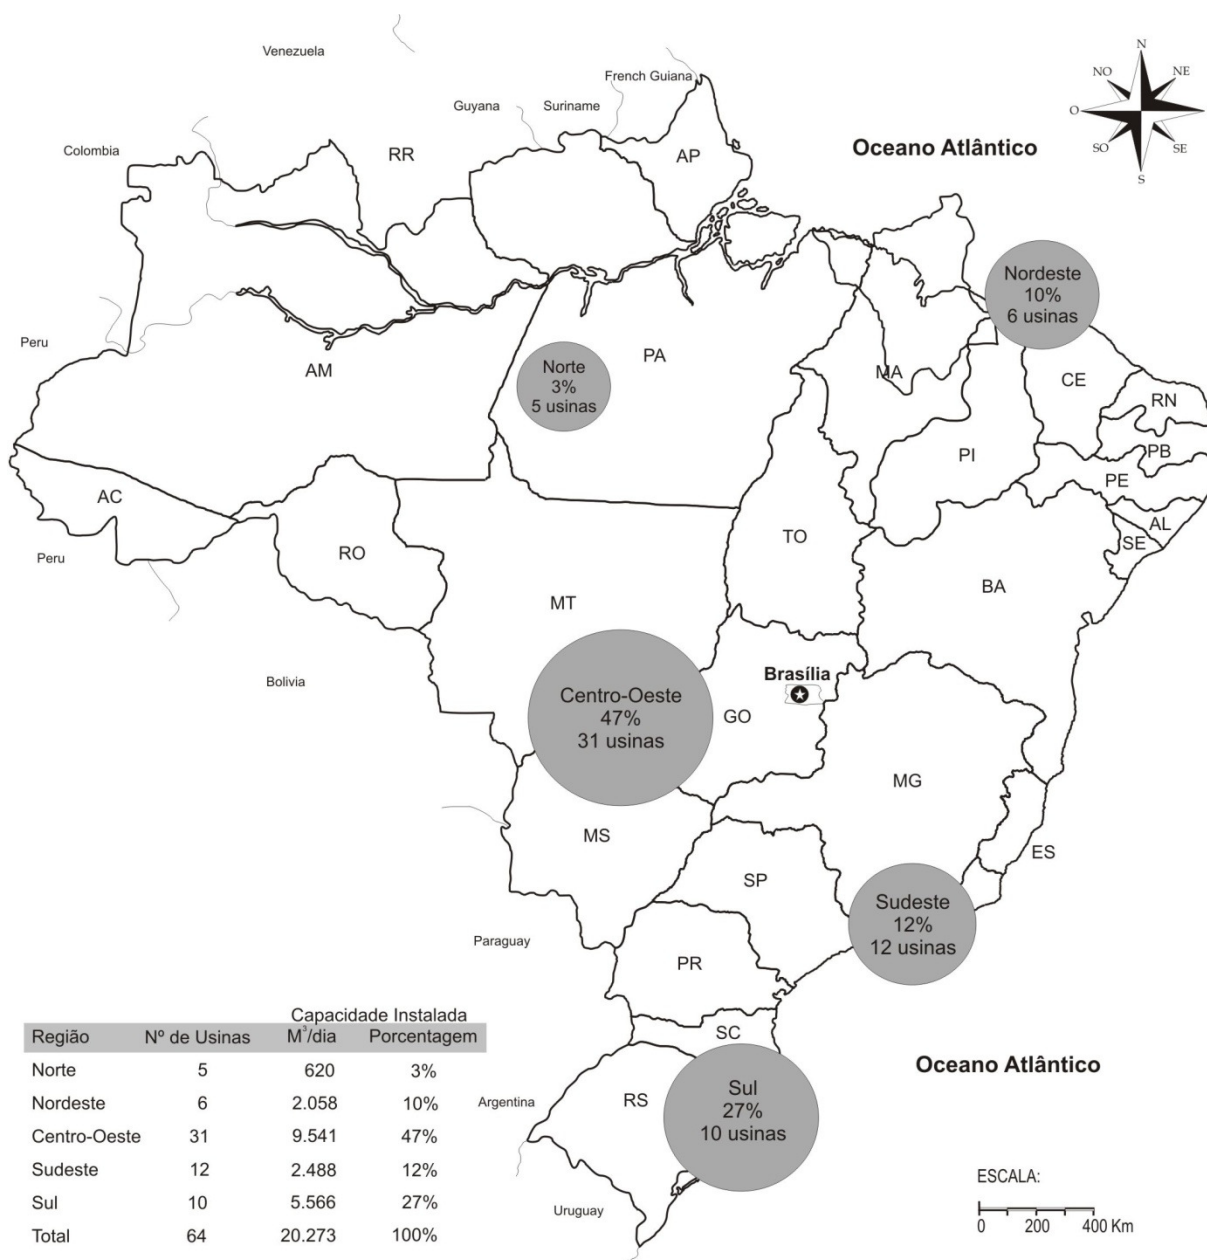 Venezuela
French Guiana
Guyana
Suriname
Colombia
RR
AP
Oceano Atlântico
N
NO
NE
O
SO
SE
S
Nordeste
10%
6 usinas
Peru
AM
Norte
3%
5 usinas
PA
MA
CE
RN
PI
PB
PE
AC
AL
SE
Peru
RO
TO
BA
MT
Bolivia
Brasília
Centro-Oeste
47%
31 usinas
GO
MG
MS
ES
SP
Sudeste
12%
12 usinas
Paraguay
PR
SC
Oceano Atlântico
Sul
27%
10 usinas
RS
Argentina
Uruguay
Capacidade Instalada
Região Nº de Usinas M³/dia Porcentagem
Norte 5 620 3%
Nordeste 6 2.058 10%
Centro-Oeste 31 9.541 47%
Sudeste 12 2.488 12%
Sul 10 5.566 27%
Total 64 20.273 100%
ESCALA:
0 200 400 Km